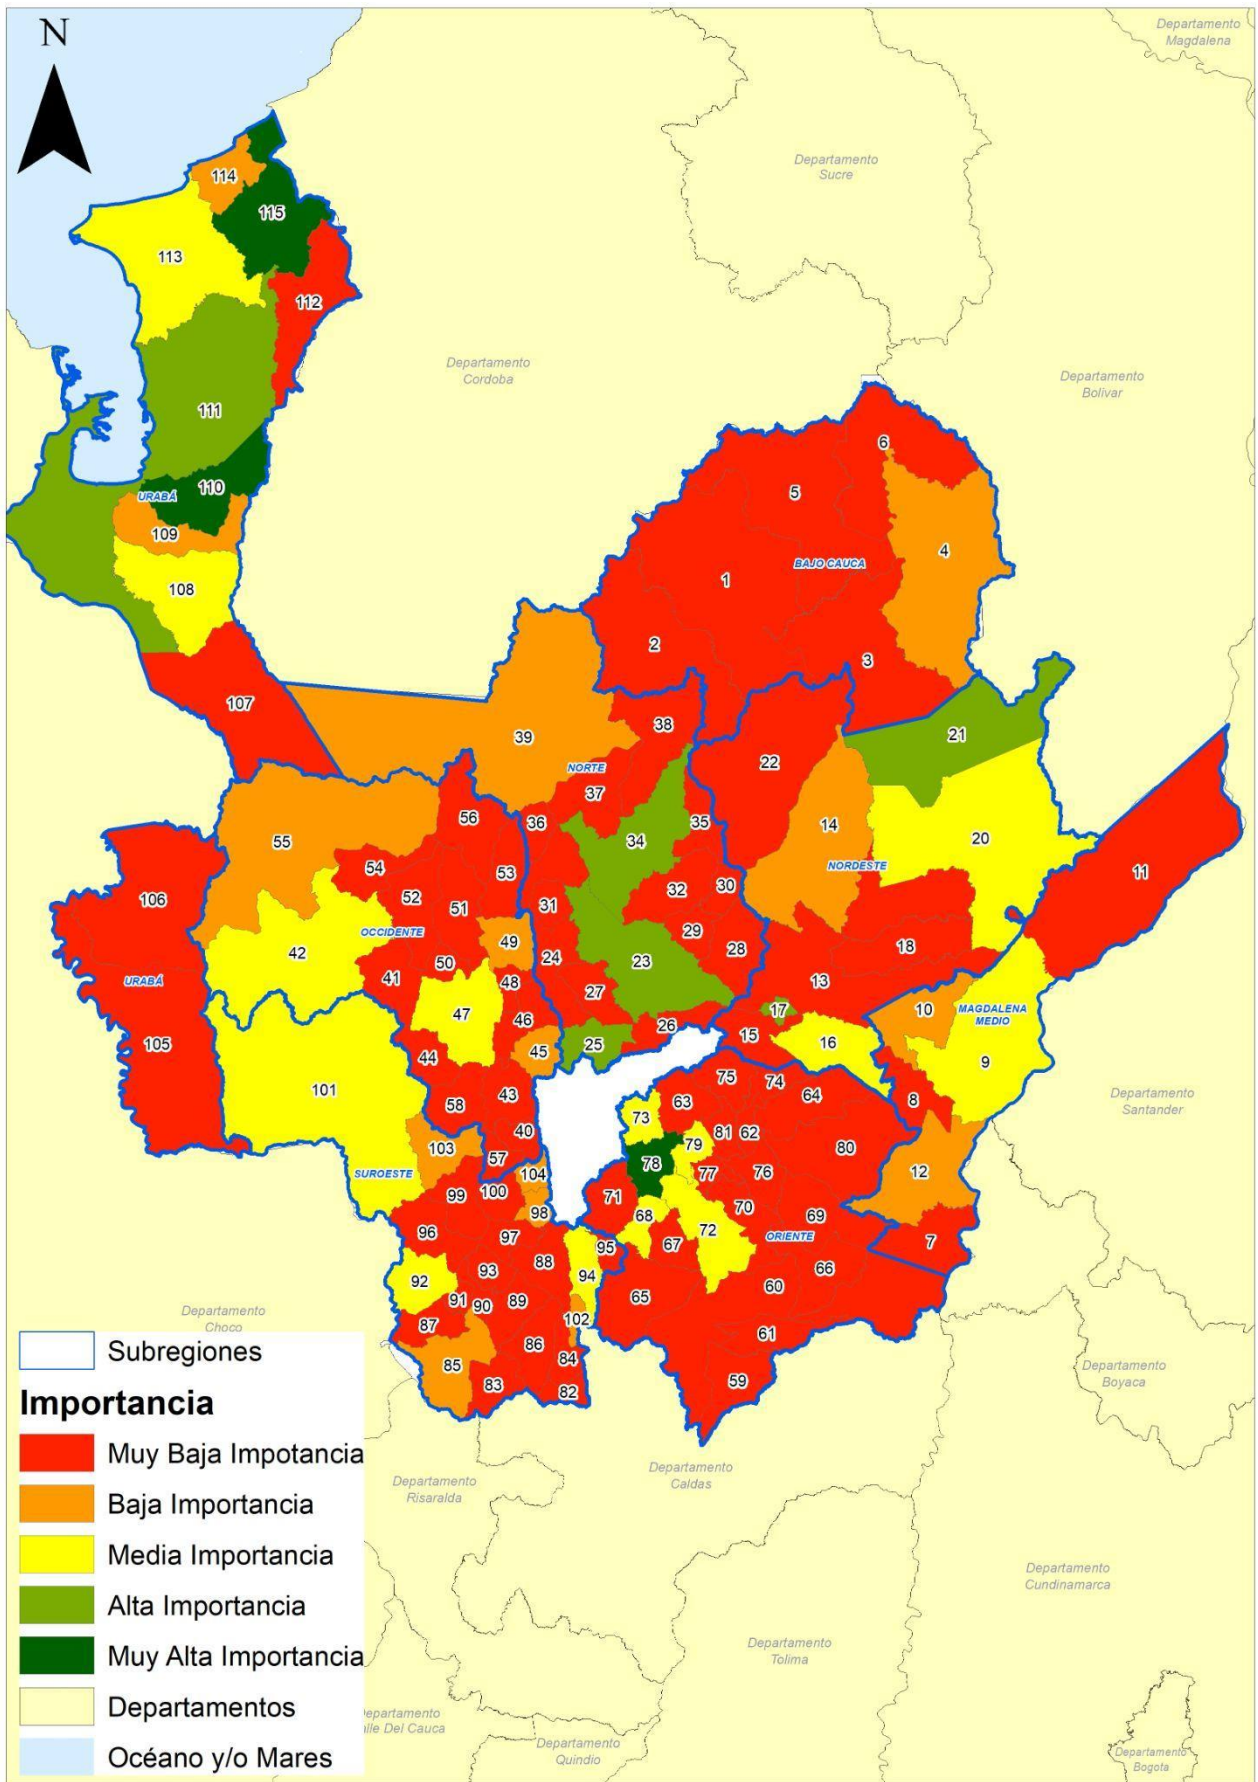 N
Departamento
Magdalena
Departamento
Sucre
114
115
113
112
Departamento
Cordoba
Departamento
Bolivar
111
6
110
URABÁ
5
109
4
BAJO CAUCA
108
1
2
3
107
38
21
39
22
NORTE
37
56
36
35
14
34
20
55
53
NORDESTE
54
11
52
32
30
106
51
31
42
OCCIDENTE
49
29
28
18
24
50
23
URABÁ
41
48
27
13
47
46
26
17
10
MAGDALENA
MEDIO
105
44
45
25
15
16
9
101
58
43
75
74
64
8
Departamento
Santander
40
73
63
81
62
103
57
79
80
104
78
77
76
12
SUROESTE
99
100
71
98
68
70
69
96
97
72
ORIENTE
7
88
95
67
92
93
94
66
91
90
89
65
60
Departamento
Choco
87
102
61
86
85
84
59
83
82
Departamento
Boyaca
Departamento
Risaralda
Departamento
Caldas
Departamento
Cundinamarca
Departamento
Tolima
Departamento
Quindio
Departamento
Bogota
Subregiones
Importancia
Muy Baja Impotancia
Baja Importancia
Media Importancia
Alta Importancia
Muy Alta Importancia
Departamentos
Océano y/o Mares
epartamento
lle Del Cauca